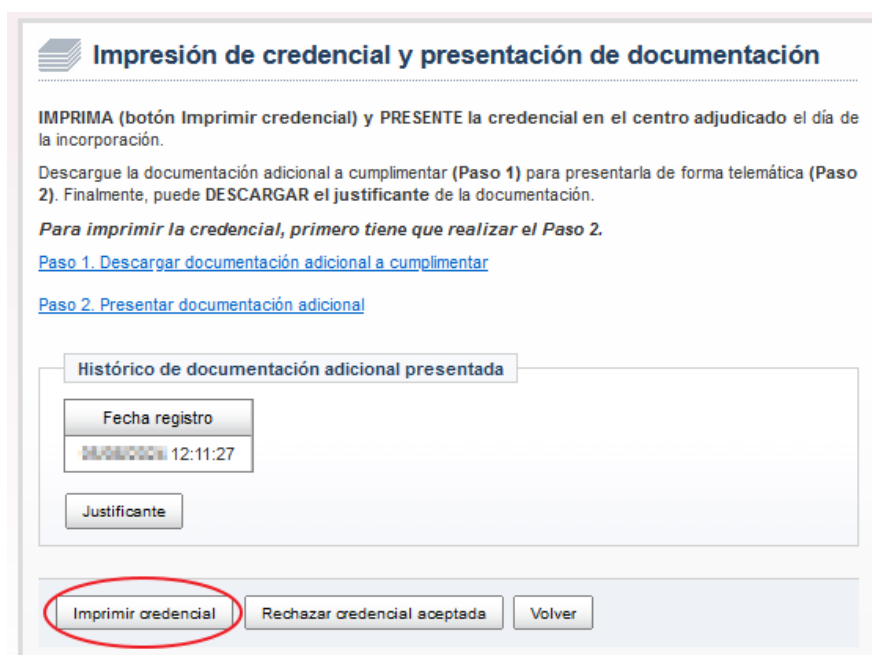 Impresión de credencial y presentación de documentación
IMPRIMA (botón Imprimir credencial) y PRESENTE la credencial en el centro adjudicado el día de
la incorporación.
Descargue la documentación adicional a cumplimentar (Paso 1) para presentarla de forma telemática (Paso
2). Finalmente, puede DESCARGAR el justificante de la documentación.
Para imprimir la credencial, primero tiene que realizar el Paso 2.
Paso 1. Descargar documentación adicional a cumplimentar
Paso 2. Presentar documentación adicional
Histórico de documentación adicional presentada
Fecha registro
12:11:27
Justificante
Imprimir credencial Rechazar credencial aceptada Volver